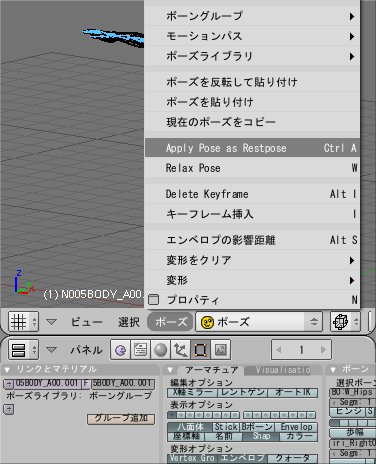 ボーングループ
モーションパス
ポーズライブラリ
ポーズを反転して貼り付け
ポーズを貼り付け
現在のポーズをコピー
Apply Pose as Restpose Ctrl A
Relax Pose W
Delete Keyframe Alt I
キーフレーム挿入 I
エンベロプの影響距離 Alt S
変形をクリア
変形
プロパティ N
z
x
(1) N005BODY_A00.
ビュー 選択 ポーズ ポーズ
パネル 1
リンクとマテリアル
05BODY_A00.001 F 5BODY_A00.001
ポーズライブラリ: ボーングループ
グループ追加
アーマチュア Visualisatio
編集オプション
X軸ミラー レントゲン オートIK
表示オプション
八面体 Stick Bボーン Envelop
座標軸 名前 Snap カラー
変形オプション
Vertex Gro エンベロプ クォータ
ボーン
選択ボーン
BO:W_Hips
Segm: 1
ヒンジ S
歩幅
iri_RightU
Segm: 1